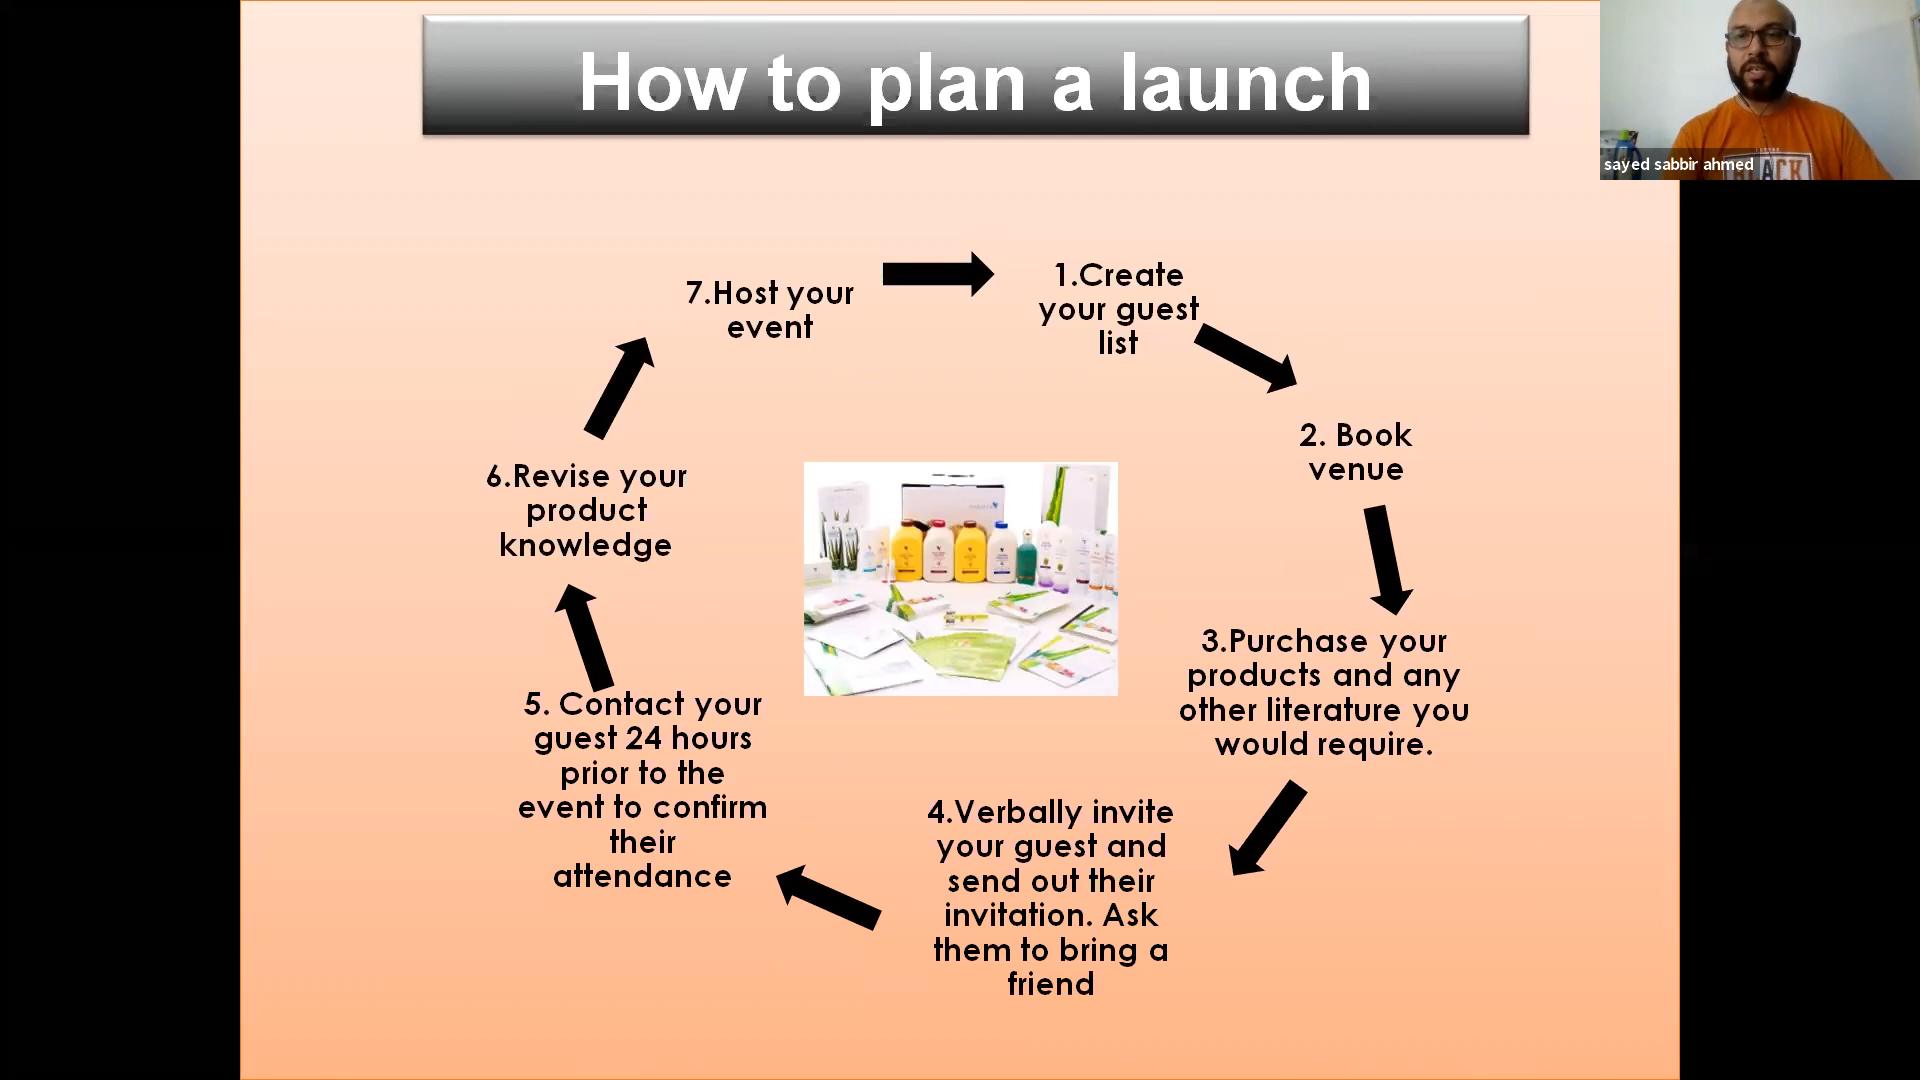 How to plan a launch
sayed sabbir ahmed
1.Create
your guest
list
2. Book
venue
3.Purchase your
products and any
other literature you
would require.
4.Verbally invite
your guest and
send out their
invitation. Ask
them to bring a
friend
5. Contact your
guest 24 hours
prior to the
event to confirm
their
attendance
6.Revise your
product
knowledge
7.Host your
event